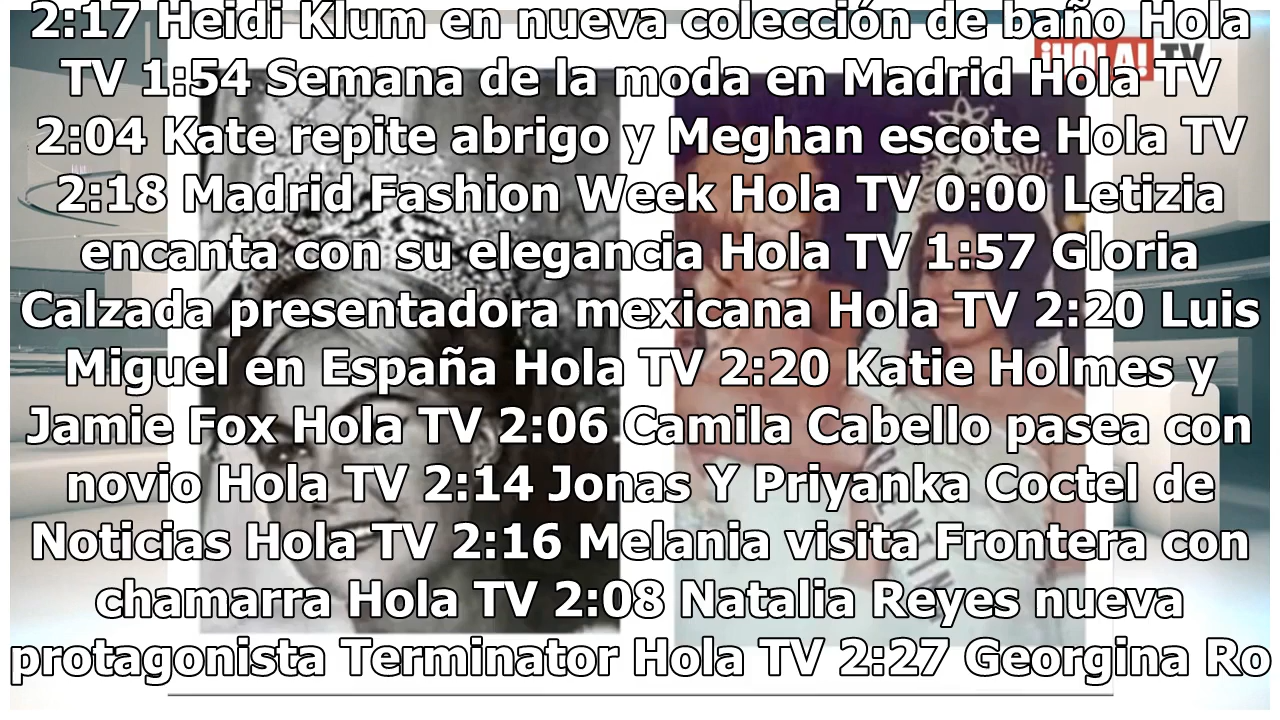 2:17 Heidi Klum en nueva colección de baño Hola
TV 1:54 Semana de la moda en Madrid Hola TV
2:04 Kate repite abrigo y Meghan escote Hola TV
2:18 Madrid Fashion Week Hola TV 0:00 Letizia
encanta con su elegancia Hola TV 1:57 Gloria
Calzada presentadora mexicana Hola TV 2:20 Luis
Miguel en España Hola TV 2:20 Katie Holmes y
Jamie Fox Hola TV 2:06 Camila Cabello pasea con
novio Hola TV 2:14 Jonas Y Priyanka Coctel de
Noticias Hola TV 2:16 Melania visita Frontera con
chamarra Hola TV 2:08 Natalia Reyes nueva
protagonista Terminator Hola TV 2:27 Georgina Ro
¡HOLA! TV